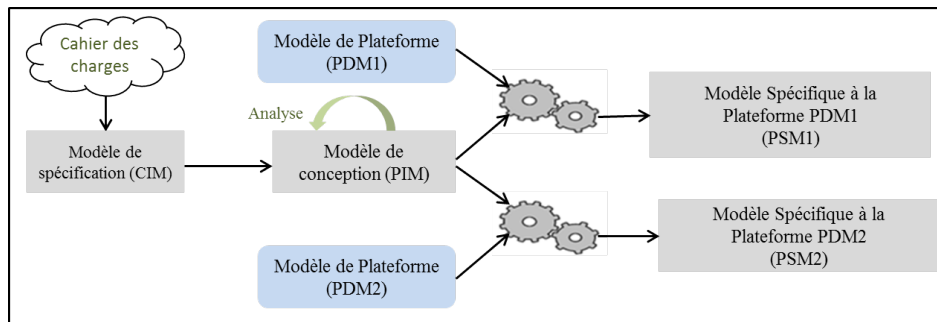 Cahier des
charges
Modèle de Plateforme
(PDM1)
Analyse
Modèle de
spécification (CIM)
Modèle de
conception (PIM)
Modèle Spécifique à la
Plateforme PDM1
(PSM1)
Modèle de Plateforme
(PDM2)
Modèle Spécifique à la
Plateforme PDM2
(PSM2)